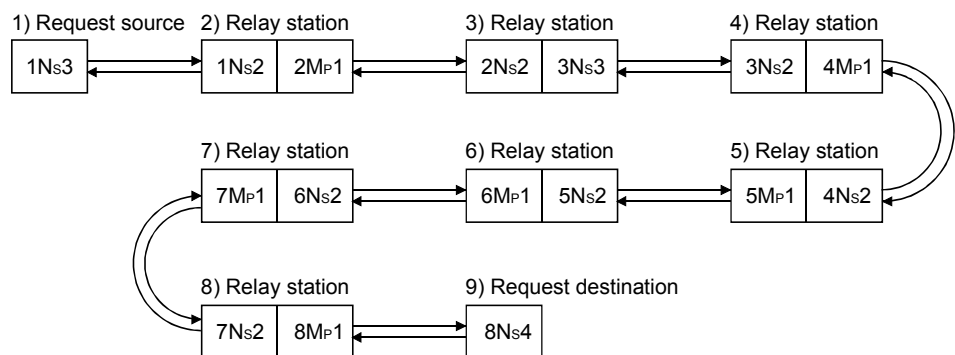 1) Request source 2) Relay station 3) Relay station 4) Relay station
1Ns3 1Ns2 2MP1 2Ns2 3Ns3 3Ns2 4MP1
7) Relay station 6) Relay station 5) Relay station
7MP1 6Ns2 6MP1 5Ns2 5MP1 4Ns2
8) Relay station 9) Request destination
7Ns2 8MP1 8Ns4